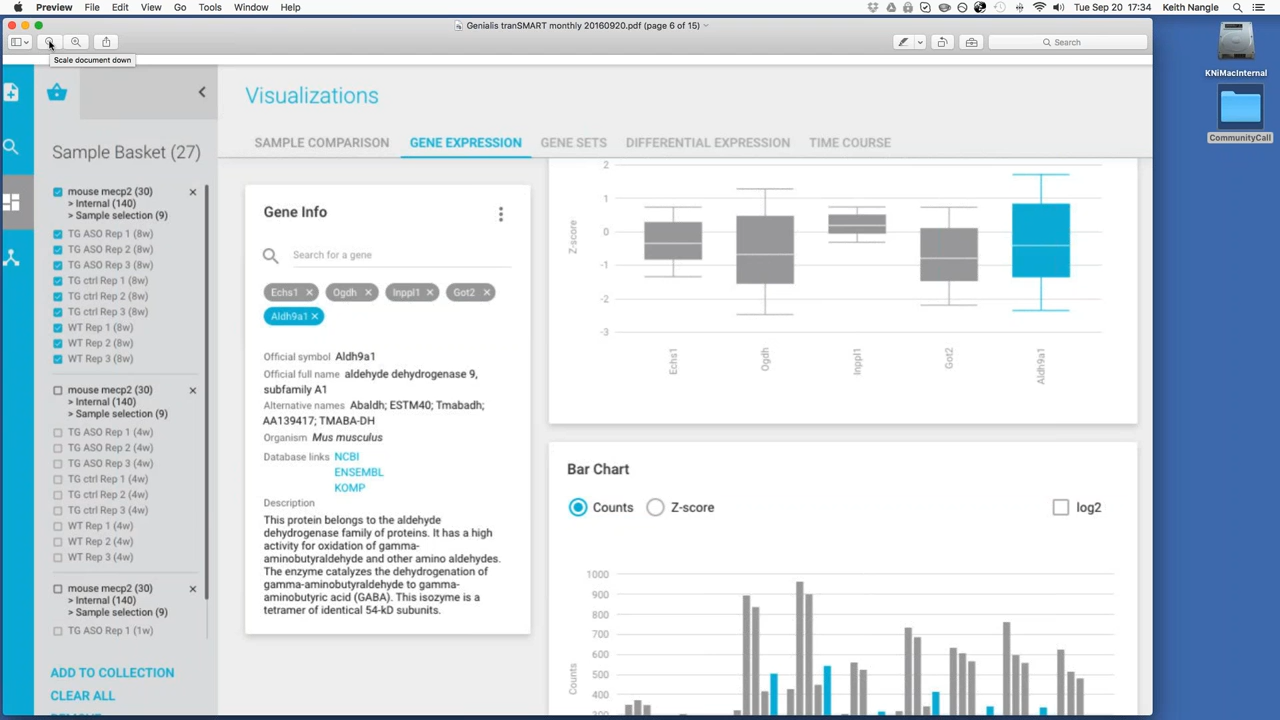 Preview File Edit View Go Tools Window Help Tue Sep 20 17:34 Keith Nangle
Genialis tranSMART monthly 20160920.pdf (page 6 of 15)
Search
Scale document down
KNiMacInternal
CommunityCall
Visualizations
SAMPLE COMPARISON GENE EXPRESSION GENE SETS DIFFERENTIAL EXPRESSION TIME COURSE
Sample Basket (27)
mouse mecp2 (30)
> Internal (140)
> Sample selection (9)
TG ASO Rep 1 (8w)
TG ASO Rep 2 (8w)
TG ASO Rep 3 (8w)
TG ctrl Rep 1 (8w)
TG ctrl Rep 2 (8w)
TG ctrl Rep 3 (8w)
WT Rep 1 (8w)
WT Rep 2 (8w)
WT Rep 3 (8w)
mouse mecp2 (30)
> Internal (140)
> Sample selection (9)
TG ASO Rep 1 (4w)
TG ASO Rep 2 (4w)
TG ASO Rep 3 (4w)
TG ctrl Rep 1 (4w)
TG ctrl Rep 2 (4w)
TG ctrl Rep 3 (4w)
WT Rep 1 (4w)
WT Rep 2 (4w)
WT Rep 3 (4w)
mouse mecp2 (30)
> Internal (140)
> Sample selection (9)
TG ASO Rep 1 (1w)
ADD TO COLLECTION
CLEAR ALL
Gene Info
Search for a gene
Echs1 Ogdh Inppl1 Got2
Aldh9a1
Official symbol Aldh9a1
Official full name aldehyde dehydrogenase 9,
subfamily A1
Alternative names Abaldh; ESTM40; Tmabadh;
AA139417; TMABA-DH
Organism Mus musculus
Database links NCBI
ENSEMBL
KOMP
Description
This protein belongs to the aldehyde
dehydrogenase family of proteins. It has a high
activity for oxidation of gamma-
aminobutyraldehyde and other amino aldehydes.
The enzyme catalyzes the dehydrogenation of
gamma-aminobutyraldehyde to gamma-
aminobutyric acid (GABA). This isozyme is a
tetramer of identical 54-kD subunits.
Z-score
2
1
0
-1
-2
-3
Echs1 Ogdh Inppl1 Got2 Aldh9a1
Bar Chart
Counts Z-score log2
Counts
1000
900
800
700
600
500
400
300